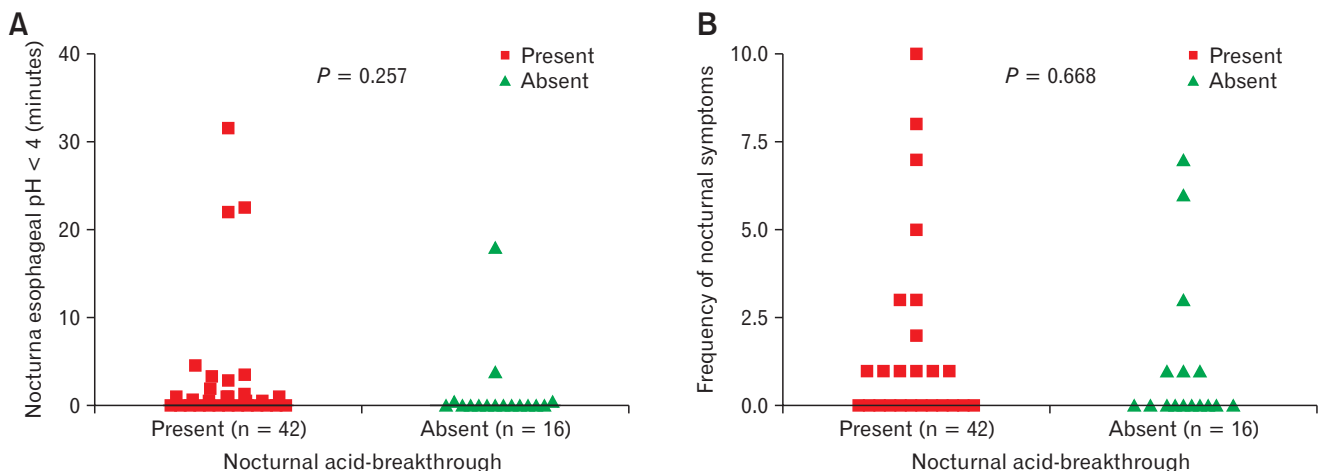 A
Nocturna esophageal pH < 4 (minutes)
40
30
20
10
0
P = 0.257
Present
Absent
Present (n = 42)
Absent (n = 16)
Nocturnal acid-breakthrough
B
Frequency of nocturnal symptoms
10.0
7.5
5.0
2.5
0.0
P = 0.668
Present
Absent
Present (n = 42)
Absent (n = 16)
Nocturnal acid-breakthrough